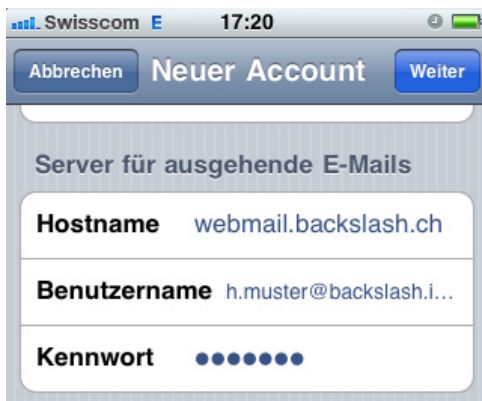 Swisscom E 17:20
Abbrechen Neuer Account Weiter
Server für ausgehende E-Mails
Hostname webmail.backslash.ch
Benutzername h.muster@backslash.i...
Kennwort ●●●●●●●